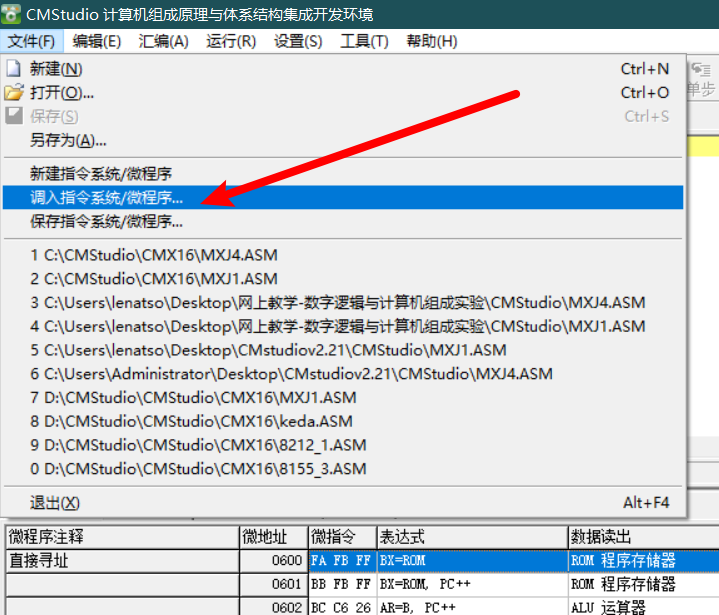 CMStudio 计算机组成原理与体系结构集成开发环境
文件(F) 编辑(E) 汇编(A) 运行(R) 设置(S) 工具(T) 帮助(H)
新建(N) Ctrl+N
打开(O)... Ctrl+O
单步
保存(S) Ctrl+S
另存为(A)...
新建指令系统/微程序
调入指令系统/微程序...
保存指令系统/微程序...
1 C:\CMStudio\CMX16\MXJ4.ASM
2 C:\CMStudio\CMX16\MXJ1.ASM
3 C:\Users\lenatso\Desktop\网上教学-数字逻辑与计算机组成实验\CMStudio\MXJ4.ASM
4 C:\Users\lenatso\Desktop\网上教学-数字逻辑与计算机组成实验\CMStudio\MXJ1.ASM
5 C:\Users\lenatso\Desktop\CMstudiov2.21\CMStudio\MXJ1.ASM
6 C:\Users\Administrator\Desktop\CMstudiov2.21\CMStudio\MXJ4.ASM
7 D:\CMStudio\CMStudio\CMX16\MXJ1.ASM
8 D:\CMStudio\CMStudio\CMX16\keda.ASM
9 D:\CMStudio\CMStudio\CMX16\8212_1.ASM
0 D:\CMStudio\CMStudio\CMX16\8155_3.ASM
退出(X) Alt+F4
微程序注释 微地址 微指令 表达式 数据读出
直接寻址 0600 FA FB FF BX=ROM ROM 程序存储器
0601 BB FB FF BX=ROM, PC++ ROM 程序存储器
0602 BC C6 26 AR=B, PC++ ALU 运算器